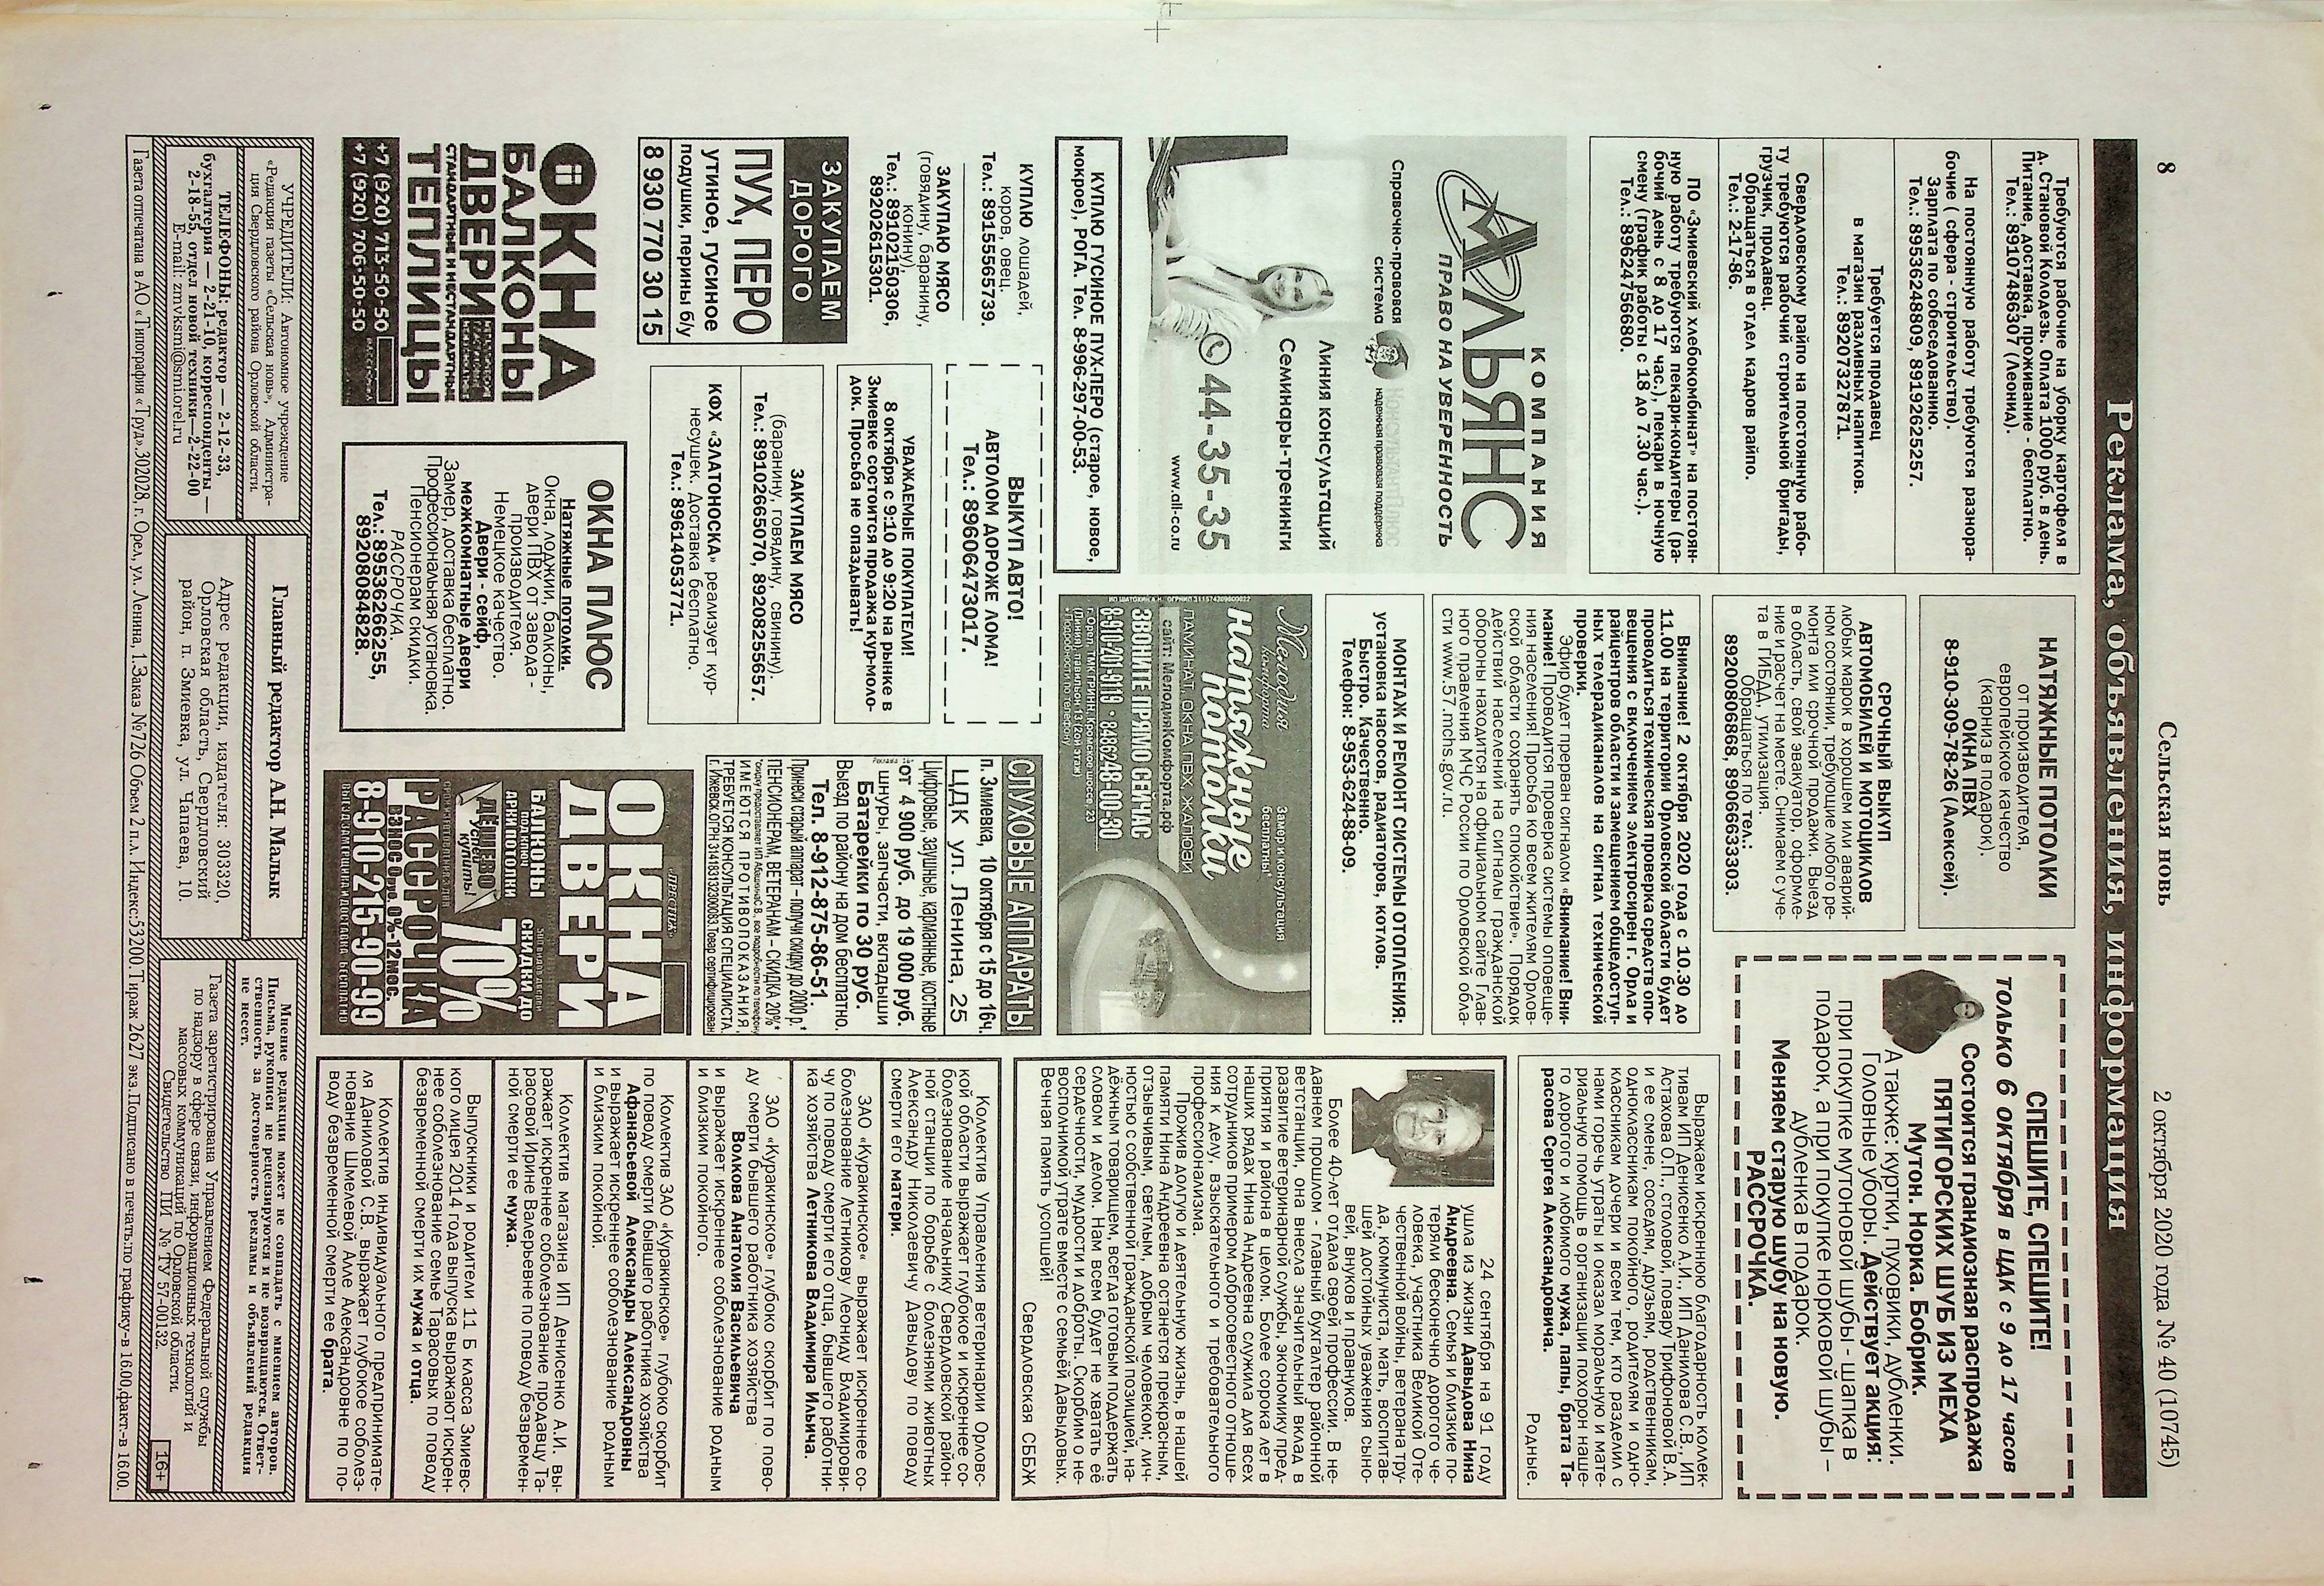 8
Сельская новь
2 октября 2020 года № 40 (10745)
Реклама, объявления, информация
Требуются рабочие на уборку картофеля в
д. Становой Колодезь. Оплата 1000 руб. в день.
Питание, доставка, проживание - бесплатно.
Тел.: 89107486307 (Леонид).
На постоянную работу требуются разнора-
бочие ( сфера - строительство).
Зарплата по собеседованию.
Тел.: 89536248809, 89192625257.
Требуется продавец
в магазин разливных напитков.
Тел.: 89207327871.
Свердловскому райпо на постоянную рабо-
ту требуются рабочий строительной бригады,
грузчик, продавец.
Обращаться в отдел кадров райпо.
Тел.: 2-17-86.
ПО «Змиевский хлебокомбинат» на постоян-
ную работу требуются пекари-кондитеры (ра-
бочий день с 8 до 17 час.), пекари в ночную
смену (график работы с 18 до 7.30 час.).
Тел.: 89624756680.
КОМПАНИЯ
АЛЬЯНС
ПРАВО НА УВЕРЕННОСТЬ
Справочно-правовая
система
КонсультантПлюс
надежная правовая поддержка
Линия консультаций
Семинары-тренинги
44-35-35
www.all-co.ru
КУПЛЮ ГУСИНОЕ ПУХ-ПЕРО (старое, новое,
мокрое), РОГА. Тел. 8-996-297-00-53.
КУПЛЮ лошадей,
коров, овец.
Тел.: 89155565739.
ЗАКУПАЮ МЯСО
(говядину, баранину,
конину),
Тел.: 89102150306,
89202615301.
ВЫКУП АВТО!
АВТОЛОМ ДОРОЖЕ ЛОМА!
Тел.: 89606473017.
ЗАКУПАЕМ
ДОРОГО
ПУХ, ПЕРО
утиное, гусиное
подушки, перины б/у
8 930 770 30 15
УВАЖАЕМЫЕ ПОКУПАТЕЛИ!
8 октября с 9:10 до 9:20 на рынке в
Змиевке состоится продажа кур-моло-
док. Просьба не опаздывать!
ЗАКУПАЕМ МЯСО
(баранину, говядину, свинину).
Тел.: 89102665070, 89208255657.
КФХ «ЗЛАТОНОСКА» реализует кур-
несушек. Доставка бесплатно.
Тел.: 89614053771.
ОКНА
БАЛКОНЫ
ДВЕРИ
СТАНДАРТНЫЕ И НЕСТАНДАРТНЫЕ
ТЕПЛИЦЫ
+7 (920) 713-50-50
+7 (920) 706-50-50
ОКНА ПЛЮС
Натяжные потолки.
Окна, лоджии, балконы,
двери ПВХ от завода -
производителя.
Немецкое качество.
Двери - сейф,
межкомнатные двери
Замер, доставка бесплатно.
Профессиональная установка.
Пенсионерам скидки.
РАССРОЧКА.
Тел.: 89536266255,
89208084828.
НАТЯЖНЫЕ ПОТОЛКИ
от производителя,
европейское качество
(карниз в подарок).
ОКНА ПВХ
8-910-309-78-26 (Алексей).
СРОЧНЫЙ ВЫКУП
АВТОМОБИЛЕЙ И МОТОЦИКЛОВ
любых марок в хорошем или аварий-
ном состоянии, требующие любого ре-
монта или срочной продажи. Выезд
в область, свой эвакуатор, оформле-
ние и расчет на месте. Снимаем с уче-
та в ГИБДД, утилизация.
Обращаться по тел.:
89200806868, 89066633303.
Внимание! 2 октября 2020 года с 10.30 до
11.00 на территории Орловской области будет
проводиться техническая проверка средств опо-
вещения с включением электросирен г. Орла и
райцентров области и замещением общедоступ-
ных телерадиканалов на сигнал технической
проверки.
Эфир будет прерван сигналом «Внимание! Вни-
мание! Проводится проверка системы оповеще-
ния населения! Просьба ко всем жителям Орлов-
ской области сохранять спокойствие». Порядок
действий населения на сигналы гражданской
обороны находится на официальном сайте Глав-
ного правления МЧС России по Орловской обла-
сти www.57.mchs.gov.ru.
МОНТАЖ И РЕМОНТ СИСТЕМЫ ОТОПЛЕНИЯ:
установка насосов, радиаторов, котлов.
Быстро. Качественно.
Телефон: 8-953-624-88-09.
Мелодия
комфорта
Замер и консультация
бесплатны!
натяжные
потолки
ЛАМИНАТ, ОКНА ПВХ, ЖАЛЮЗИ
сайт: МелодияКомфорта.рф
ЗВОНИТЕ ПРЯМО СЕЙЧАС
8-910-201-91-19 • 8(4862)48-00-30
СЛУХОВЫЕ АППАРАТЫ
п. Змиевка, 10 октября с 15 до 16ч.
ЦДК ул. Ленина, 25
Цифровые, заушные, карманные, костные
от 4 900 руб. до 19 000 руб.
шнуры, запчасти, вкладыши
Батарейки по 30 руб.
Выезд по району на дом бесплатно.
Тел. 8-912-875-86-51.
Принеси старый аппарат - получи скидку до 2000 р.*
ПЕНСИОНЕРАМ, ВЕТЕРАНАМ – СКИДКА 20%*
ИМЕЮТСЯ ПРОТИВОПОКАЗАНИЯ,
ТРЕБУЕТСЯ КОНСУЛЬТАЦИЯ СПЕЦИАЛИСТА.
«ПРЕСТИЖ»
ОКНА
ДВЕРИ
БАЛКОНЫ
ПОД КЛЮЧ
АРКИ ПОТОЛКИ
СКИДКИ ДО
70%
ДЁШЕВО
Успей
купить!
РАССРОЧКА
ВЗНОС 0руб. 0%-12мес.
8-910-215-90-99
ВЫЕЗД ЗАМЕРЩИКА И ДОСТАВКА БЕСПЛАТНО
СПЕШИТЕ, СПЕШИТЕ!
только 6 октября в ЦДК с 9 до 17 часов
Состоится грандиозная распродажа
ПЯТИГОРСКИХ ШУБ ИЗ МЕХА
Мутон. Норка. Бобрик.
А также: куртки, пуховики, дубленки.
Головные уборы. Действует акция:
при покупке мутоновой шубы - шапка в
подарок, а при покупке норковой шубы –
дубленка в подарок.
Меняем старую шубу на новую.
РАССРОЧКА.
Выражаем искреннюю благодарность коллек-
тивам ИП Денисенко А.И., ИП Данилова С.В., ИП
Астахова О.П., столовой, повару Трифоновой В.А.
и ее смене, соседям, друзьям, родственникам,
одноклассникам покойного, родителям и одно-
классникам дочери и всем тем, кто разделил с
нами горечь утраты и оказал моральную и мате-
риальную помощь в организации похорон наше-
го дорогого и любимого мужа, папы, брата Та-
расова Сергея Александровича.
Родные.
24 сентября на 91 году
ушла из жизни Давыдова Нина
Андреевна. Семья и близкие по-
теряли бесконечно дорогого че-
ловека, участника Великой Оте-
чественной войны, ветерана тру-
да, коммуниста, мать, воспитав-
шей достойных уважения сыно-
вей, внуков и правнуков.
Более 40-лет отдала своей профессии. В не-
давнем прошлом - главный бухгалтер районной
ветстанции, она внесла значительный вклад в
развитие ветеринарной службы, экономику пред-
приятия и района в целом. Более сорока лет в
наших рядах Нина Андреевна служила для всех
сотрудников примером добросовестного отноше-
ния к делу, взыскательного и требовательного
профессионализма.
Прожив долгую и деятельную жизнь, в нашей
памяти Нина Андреевна останется прекрасным,
отзывчивым, светлым, добрым человеком, лич-
ностью с собственной гражданской позицией, на-
дёжным товарищем, всегда готовым поддержать
словом и делом. Нам всем будет не хватать её
сердечности, мудрости и доброты. Скорбим о не-
восполнимой утрате вместе с семьёй Давыдовых.
Вечная память усопшей!
Свердловская СББЖ
Коллектив Управления ветеринарии Орловс-
кой области выражает глубокое и искреннее со-
болезнование начальнику Свердловской район-
ной станции по борьбе с болезнями животных
Александру Николаевичу Давыдову по поводу
смерти его матери.
ЗАО «Куракинское» выражает искреннее со-
болезнование Летникову Леониду Владимирови-
чу по поводу смерти его отца, бывшего работни-
ка хозяйства Летникова Владимира Ильича.
ЗАО «Куракинское» глубоко скорбит по пово-
ду смерти бывшего работника хозяйства
Волкова Анатолия Васильевича
и выражает искреннее соболезнование родным
и близким покойного.
Коллектив ЗАО «Куракинское» глубоко скорбит
по поводу смерти бывшего работника хозяйства
Афанасьевой Александры Александровны
и выражает искреннее соболезнование родным
и близким покойной.
Коллектив магазина ИП Денисенко А.И. вы-
ражает искреннее соболезнование продавцу Та-
расовой Ирине Валерьевне по поводу безвремен-
ной смерти ее мужа.
Выпускники и родители 11 Б класса Змиевс-
кого лицея 2014 года выпуска выражают искрен-
нее соболезнование семье Тарасовых по поводу
безвременной смерти их мужа и отца.
Коллектив индивидуального предпринимате-
ля Даниловой С.В. выражает глубокое соболез-
нование Шмелевой Алле Александровне по по-
воду безвременной смерти ее брата.
УЧРЕДИТЕЛИ: Автономное учреждение
«Редакция газеты «Сельская новь», Администра-
ция Свердловского района Орловской области.
ТЕЛЕФОНЫ: редактор — 2-12-33,
бухгалтерия — 2-21-10, корреспонденты —
2-18-55, отдел новой техники—2-22-00
E-mail: zmvksrnl@smi.orel.ru
Главный редактор А.Н. Малык
Адрес редакции, издателя: 303320,
Орловская область, Свердловский
район, п. Змиевка, ул. Чапаева, 10.
Мнение редакции может не совпадать с мнением авторов.
Письма, рукописи не рецензируются и не возвращаются. Ответ-
ственность за достоверность рекламы и объявлений редакция
не несет.
Газета зарегистрирована Управлением Федеральной службы
по надзору в сфере связи, информационных технологий и
массовых коммуникаций по Орловской области.
Свидетельство ПИ № ТУ 57-00132.
16+
Газета отпечатана в АО «Типография «Труд».302028, г. Орел, ул. Ленина, 1.Заказ №726 Объем 2 п.л. Индекс:53200.Тираж 2627 экз.Подписано в печать:по графику-в 16.00,факт.-в 16.00.